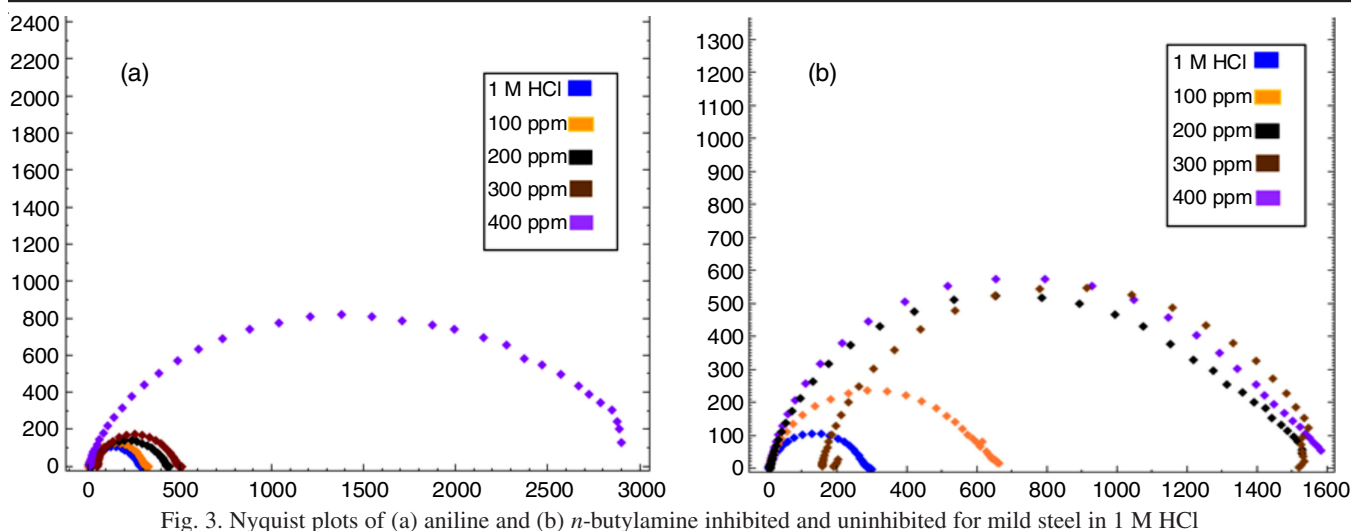 2400
2200
2000
1800
1600
1400
1200
1000
800
600
400
200
0
0 500 1000 1500 2000 2500 3000
(a)
1 M HCl
100 ppm
200 ppm
300 ppm
400 ppm
1300
1200
1100
1000
900
800
700
600
500
400
300
200
100
0
0 200 400 600 800 1000 1200 1400 1600
(b)
1 M HCl
100 ppm
200 ppm
300 ppm
400 ppm
Fig. 3. Nyquist plots of (a) aniline and (b) n-butylamine inhibited and uninhibited for mild steel in 1 M HCl